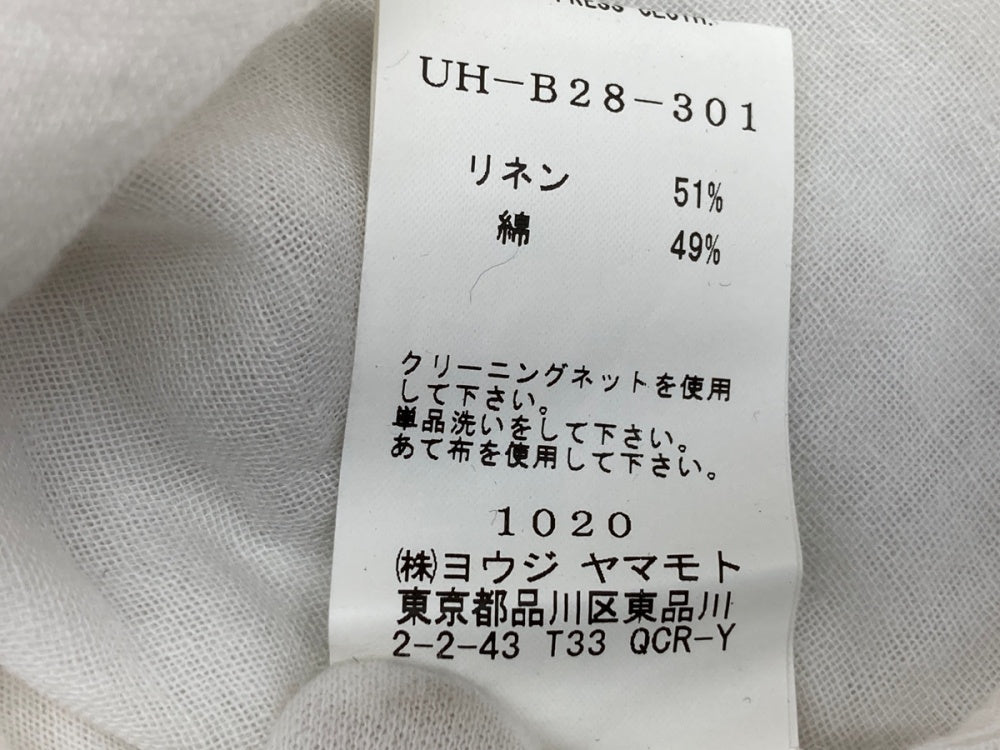 PRESS CLOTH.
UH-B28-301
リネン 51%
綿 49%
クリーニングネットを使用
して下さい。
単品洗いをして下さい。
あて布を使用して下さい。
1020
㈱ヨウジ ヤマモト
東京都品川区東品川
2-2-43 T33 QCR-Y